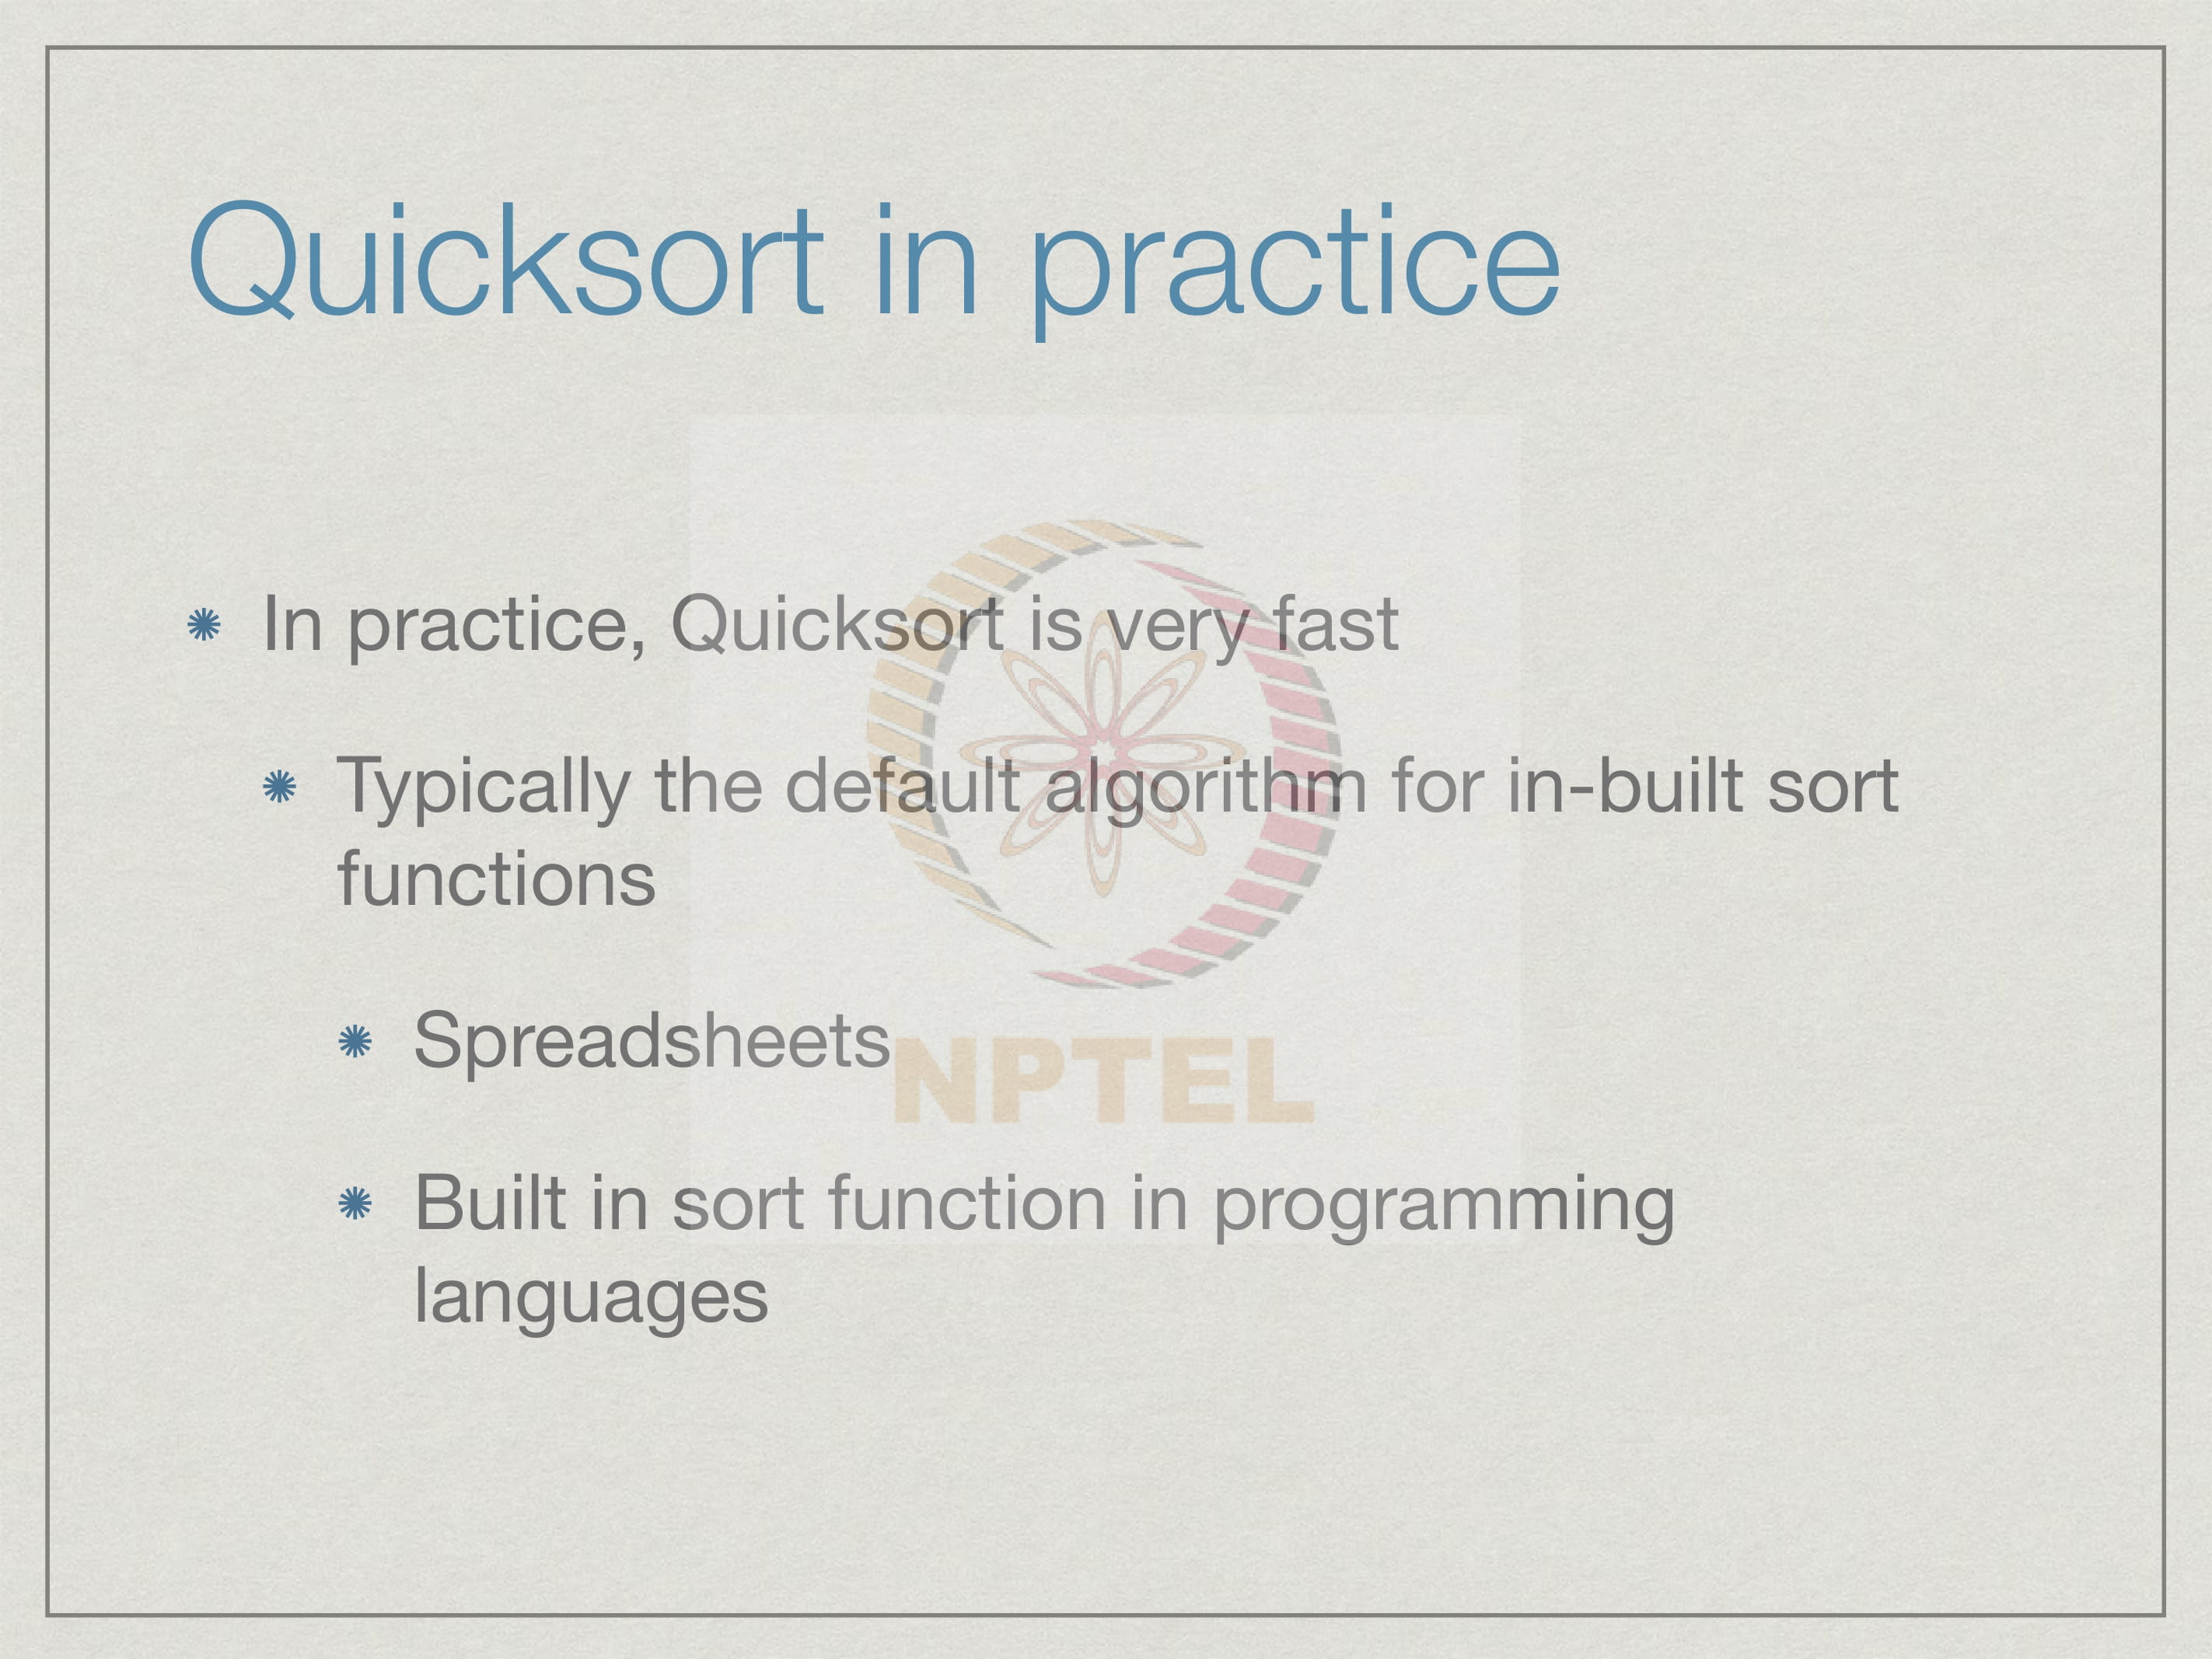 Quicksort in practice
In practice, Quicksort is very fast
Typically the default algorithm for in-built sort
functions
Spreadsheets
NPTEL
Built in sort function in programming
languages